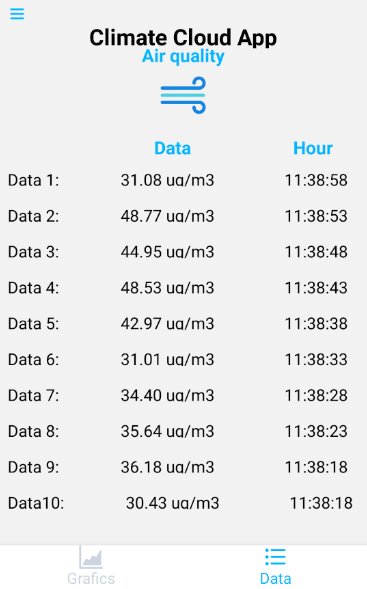 Climate Cloud App
Air quality
Data Hour
Data 1: 31.08 ug/m3 11:38:58
Data 2: 48.77 ug/m3 11:38:53
Data 3: 44.95 ug/m3 11:38:48
Data 4: 48.53 ug/m3 11:38:43
Data 5: 42.97 ug/m3 11:38:38
Data 6: 31.01 ug/m3 11:38:33
Data 7: 34.40 ug/m3 11:38:28
Data 8: 35.64 ug/m3 11:38:23
Data 9: 36.18 ug/m3 11:38:18
Data10: 30.43 ug/m3 11:38:18
Grafics Data